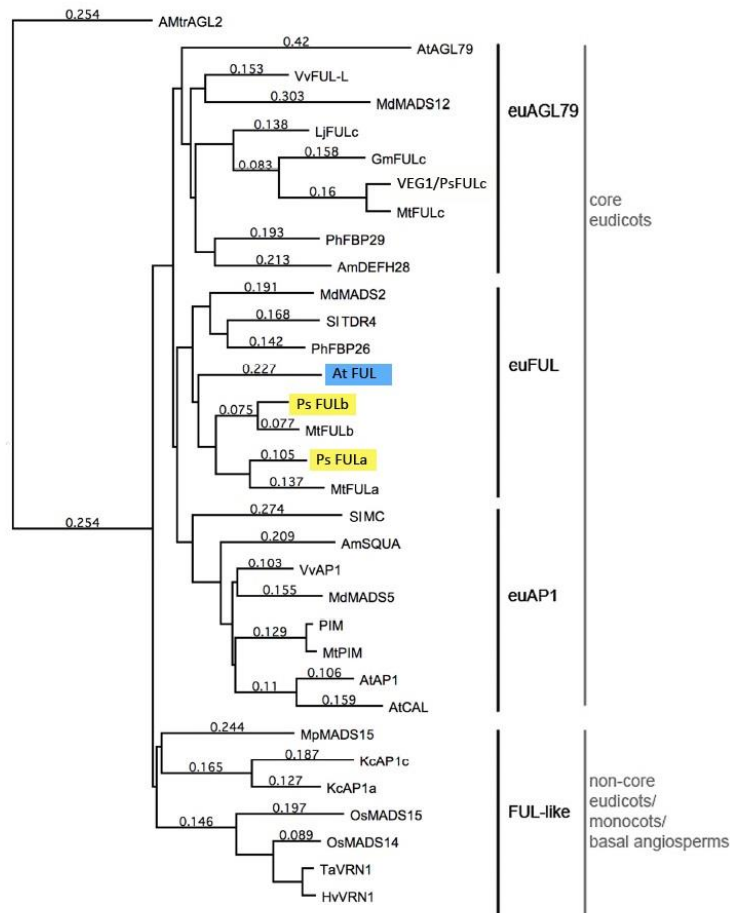 0.254
AMtrAGL2
0.42
AtAGL79
0.153
VvFUL-L
0.303
MdMADS12
euAGL79
0.138
LjFULc
0.158
GmFULc
0.083
VEG1/PsFULc
0.16
MtFULc
core
eudicots
0.193
PhFBP29
0.213
AmDEFH28
0.191
MdMADS2
0.168
SITDR4
0.142
PhFBP26
euFUL
0.227
At FUL
0.075
Ps FULb
0.077
MtFULb
0.105
Ps FULa
0.137
MtFULa
0.274
SIMC
0.254
0.209
AmSQUA
0.103
VvAP1
0.155
MdMADS5
euAP1
0.129
PIM
MtPIM
0.106
AtAP1
0.11
0.159
AtCAL
0.244
MpMADS15
0.187
KcAP1c
0.165
0.127
KcAP1a
non-core
eudicots/
monocots/
basal angiosperms
0.197
OsMADS15
FUL-like
0.146
0.089
OsMADS14
TaVRN1
HvVRN1